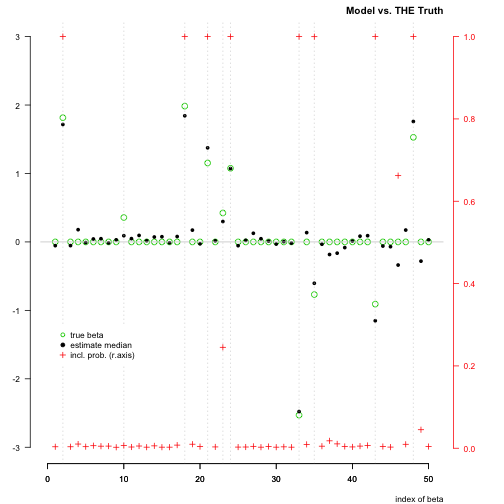 Model vs. THE Truth
3
2
1
0
-1
-2
-3
1.0
0.8
0.6
0.4
0.2
0.0
true beta
estimate median
incl. prob. (r.axis)
0 10 20 30 40 50
index of beta